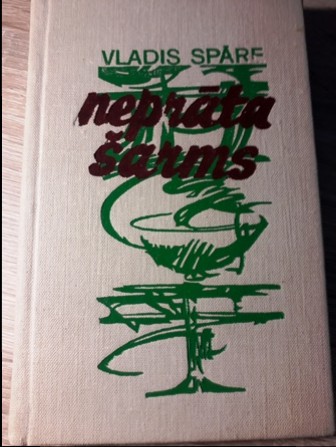 VLADIS SPĀRE
neprāta
šarms